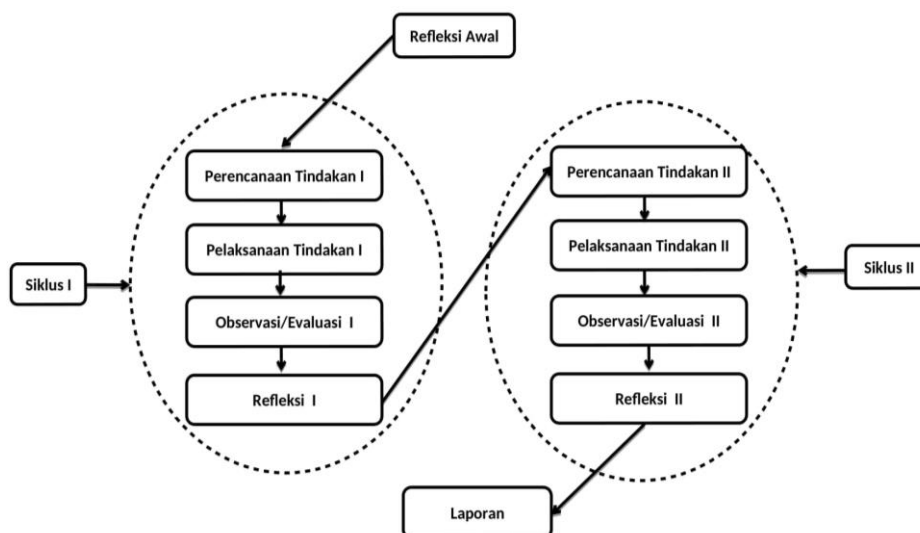 Refleksi Awal
Siklus I
Perencanaan Tindakan I
Pelaksanaan Tindakan I
Observasi/Evaluasi I
Refleksi I
Perencanaan Tindakan II
Pelaksanaan Tindakan II
Observasi/Evaluasi II
Refleksi II
Siklus II
Laporan